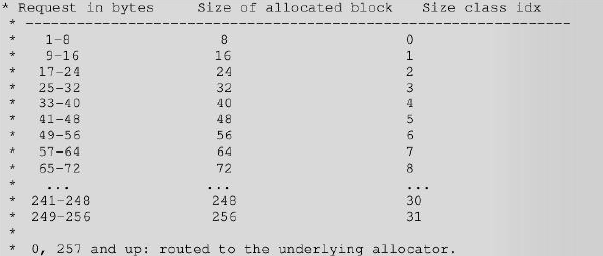 * Request in bytes     Size of allocated block    Size class idx
* ----------------------------------------------------------------
*   1-8                8                          0
*   9-16               16                         1
*  17-24               24                         2
*  25-32               32                         3
*  33-40               40                         4
*  41-48               48                         5
*  49-56               56                         6
*  57-64               64                         7
*  65-72               72                         8
*   ...                ...                        ...
* 241-248              248                        30
* 249-256              256                        31
*
* 0, 257 and up: routed to the underlying allocator.